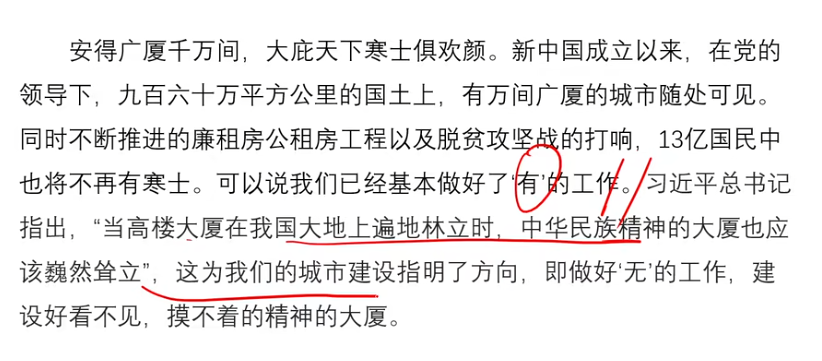 安得广厦千万间，大庇天下寒士俱欢颜。新中国成立以来，在党的
领导下，九百六十万平方公里的国土上，有万间广厦的城市随处可见。
同时不断推进的廉租房公租房工程以及脱贫攻坚战的打响，13亿国民中
也将不再有寒士。可以说我们已经基本做好了‘有’的工作。习近平总书记
指出，“当高楼大厦在我国大地上遍地林立时，中华民族精神的大厦也应
该巍然耸立”，这为我们的城市建设指明了方向，即做好‘无’的工作，建
设好看不见，摸不着的精神的大厦。